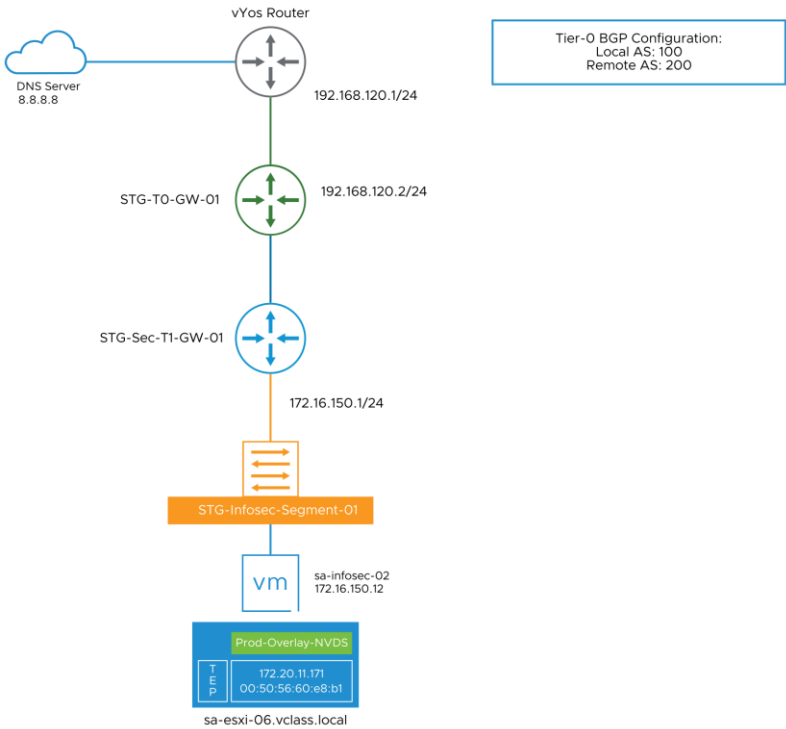 vYos Router
Tier-0 BGP Configuration:
Local AS: 100
Remote AS: 200
DNS Server
8.8.8.8
192.168.120.1/24
192.168.120.2/24
STG-T0-GW-01
STG-Sec-T1-GW-01
172.16.150.1/24
STG-Infosec-Segment-01
vm
sa-infosec-02
172.16.150.12
Prod-Overlay-NVDS
T
E
P
172.20.11.171
00:50:56:60:e8:b1
sa-esxi-06.vclass.local